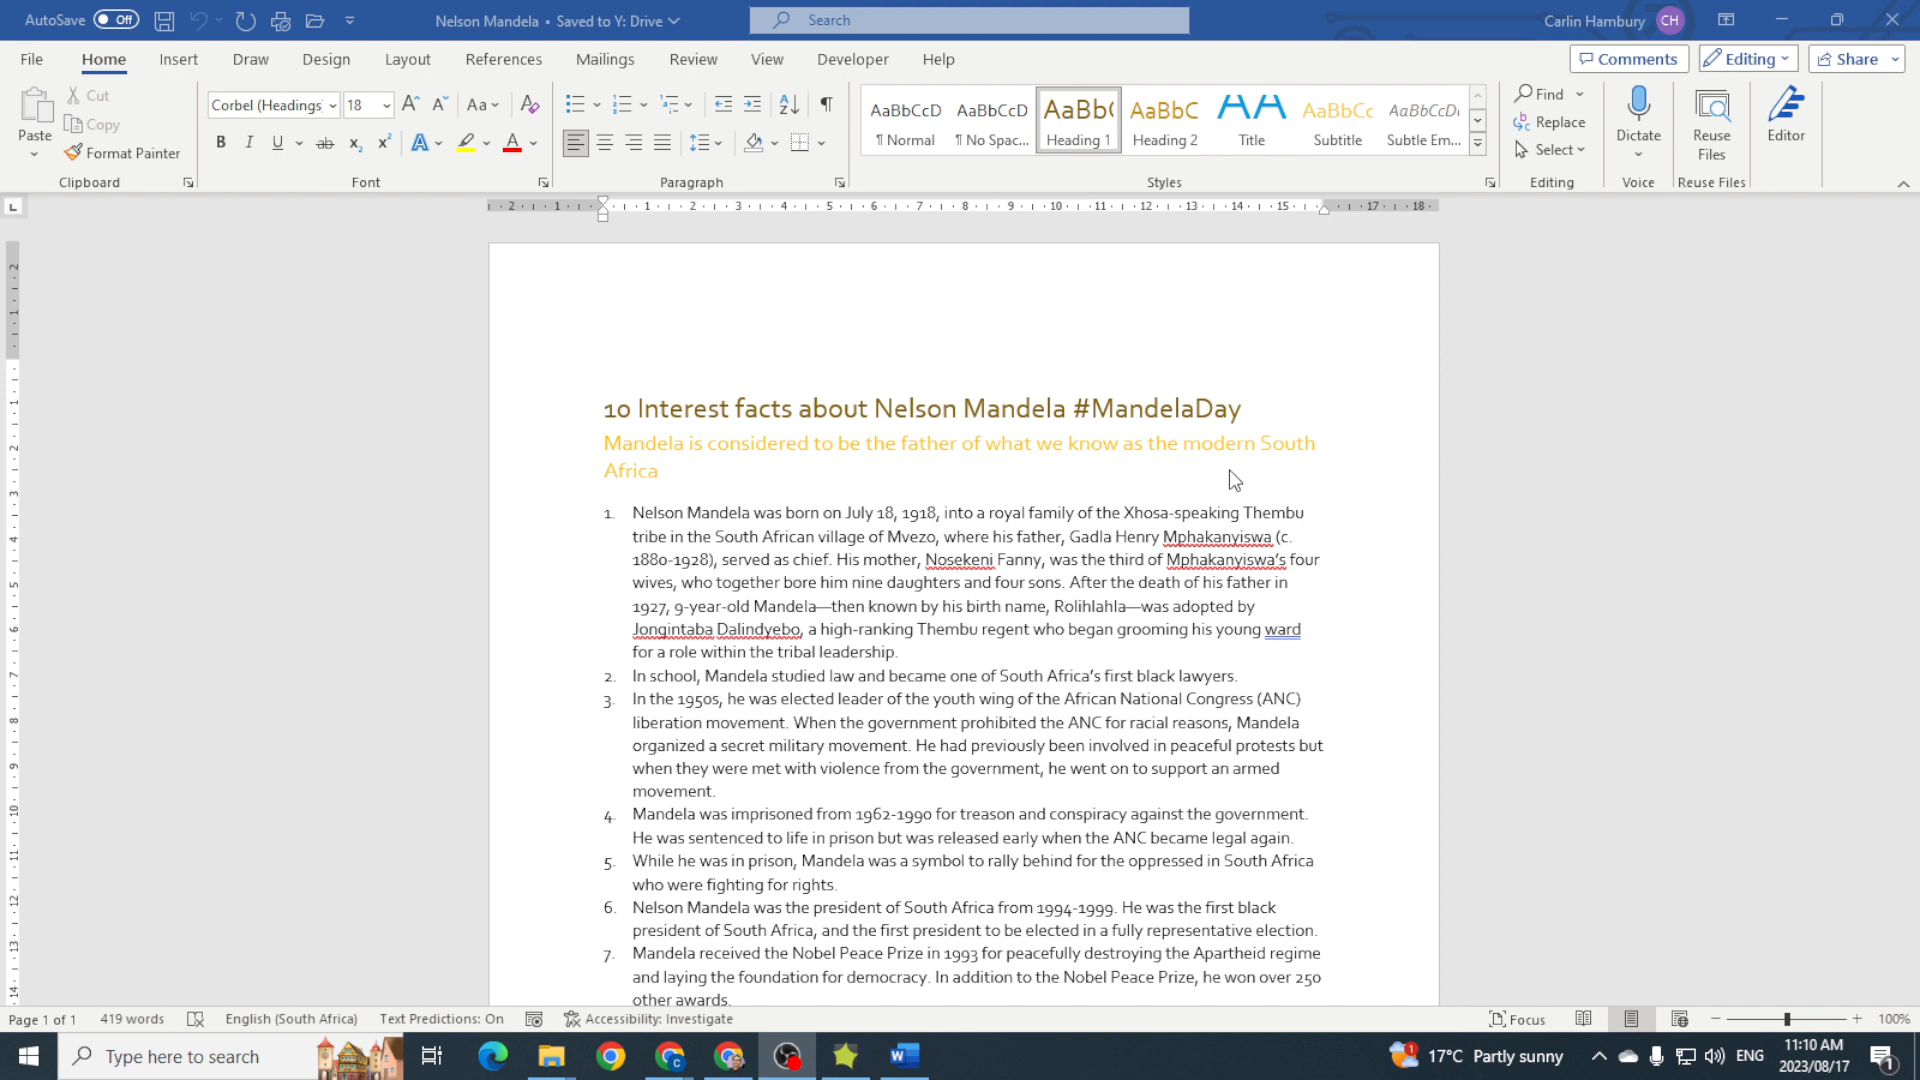 AutoSave Off Nelson Mandela • Saved to Y: Drive Search Carlin Hambury CH
File Home Insert Draw Design Layout References Mailings Review View Developer Help Comments Editing Share
Paste Cut Copy Format Painter Clipboard
Corbel (Headings 18 Aa Font
Paragraph
AaBbCcD AaBbCcD AaBb( AaBbC AA AaBbCc AaBbCcDı
¶ Normal ¶ No Spac... Heading 1 Heading 2 Title Subtitle Subtle Em...
Styles
Find Replace Select Editing
Dictate Voice
Reuse Files Reuse Files
Editor
2 1 1 2 3 4 5 6 7 8 9 10 11 12 13 14 15 17 18
10 Interest facts about Nelson Mandela #MandelaDay
Mandela is considered to be the father of what we know as the modern South
Africa
1. Nelson Mandela was born on July 18, 1918, into a royal family of the Xhosa-speaking Thembu
tribe in the South African village of Mvezo, where his father, Gadla Henry Mphakanyiswa (c.
1880-1928), served as chief. His mother, Nosekeni Fanny, was the third of Mphakanyiswa's four
wives, who together bore him nine daughters and four sons. After the death of his father in
1927, 9-year-old Mandela—then known by his birth name, Rolihlahla—was adopted by
Jongintaba Dalindyebo, a high-ranking Thembu regent who began grooming his young ward
for a role within the tribal leadership.
2. In school, Mandela studied law and became one of South Africa's first black lawyers.
3. In the 1950s, he was elected leader of the youth wing of the African National Congress (ANC)
liberation movement. When the government prohibited the ANC for racial reasons, Mandela
organized a secret military movement. He had previously been involved in peaceful protests but
when they were met with violence from the government, he went on to support an armed
movement.
4. Mandela was imprisoned from 1962-1990 for treason and conspiracy against the government.
He was sentenced to life in prison but was released early when the ANC became legal again.
5. While he was in prison, Mandela was a symbol to rally behind for the oppressed in South Africa
who were fighting for rights.
6. Nelson Mandela was the president of South Africa from 1994-1999. He was the first black
president of South Africa, and the first president to be elected in a fully representative election.
7. Mandela received the Nobel Peace Prize in 1993 for peacefully destroying the Apartheid regime
and laying the foundation for democracy. In addition to the Nobel Peace Prize, he won over 250
other awards.
Page 1 of 1 419 words English (South Africa) Text Predictions: On Accessibility: Investigate Focus 100%
Type here to search 17°C Partly sunny ENG 11:10 AM
2023/08/17